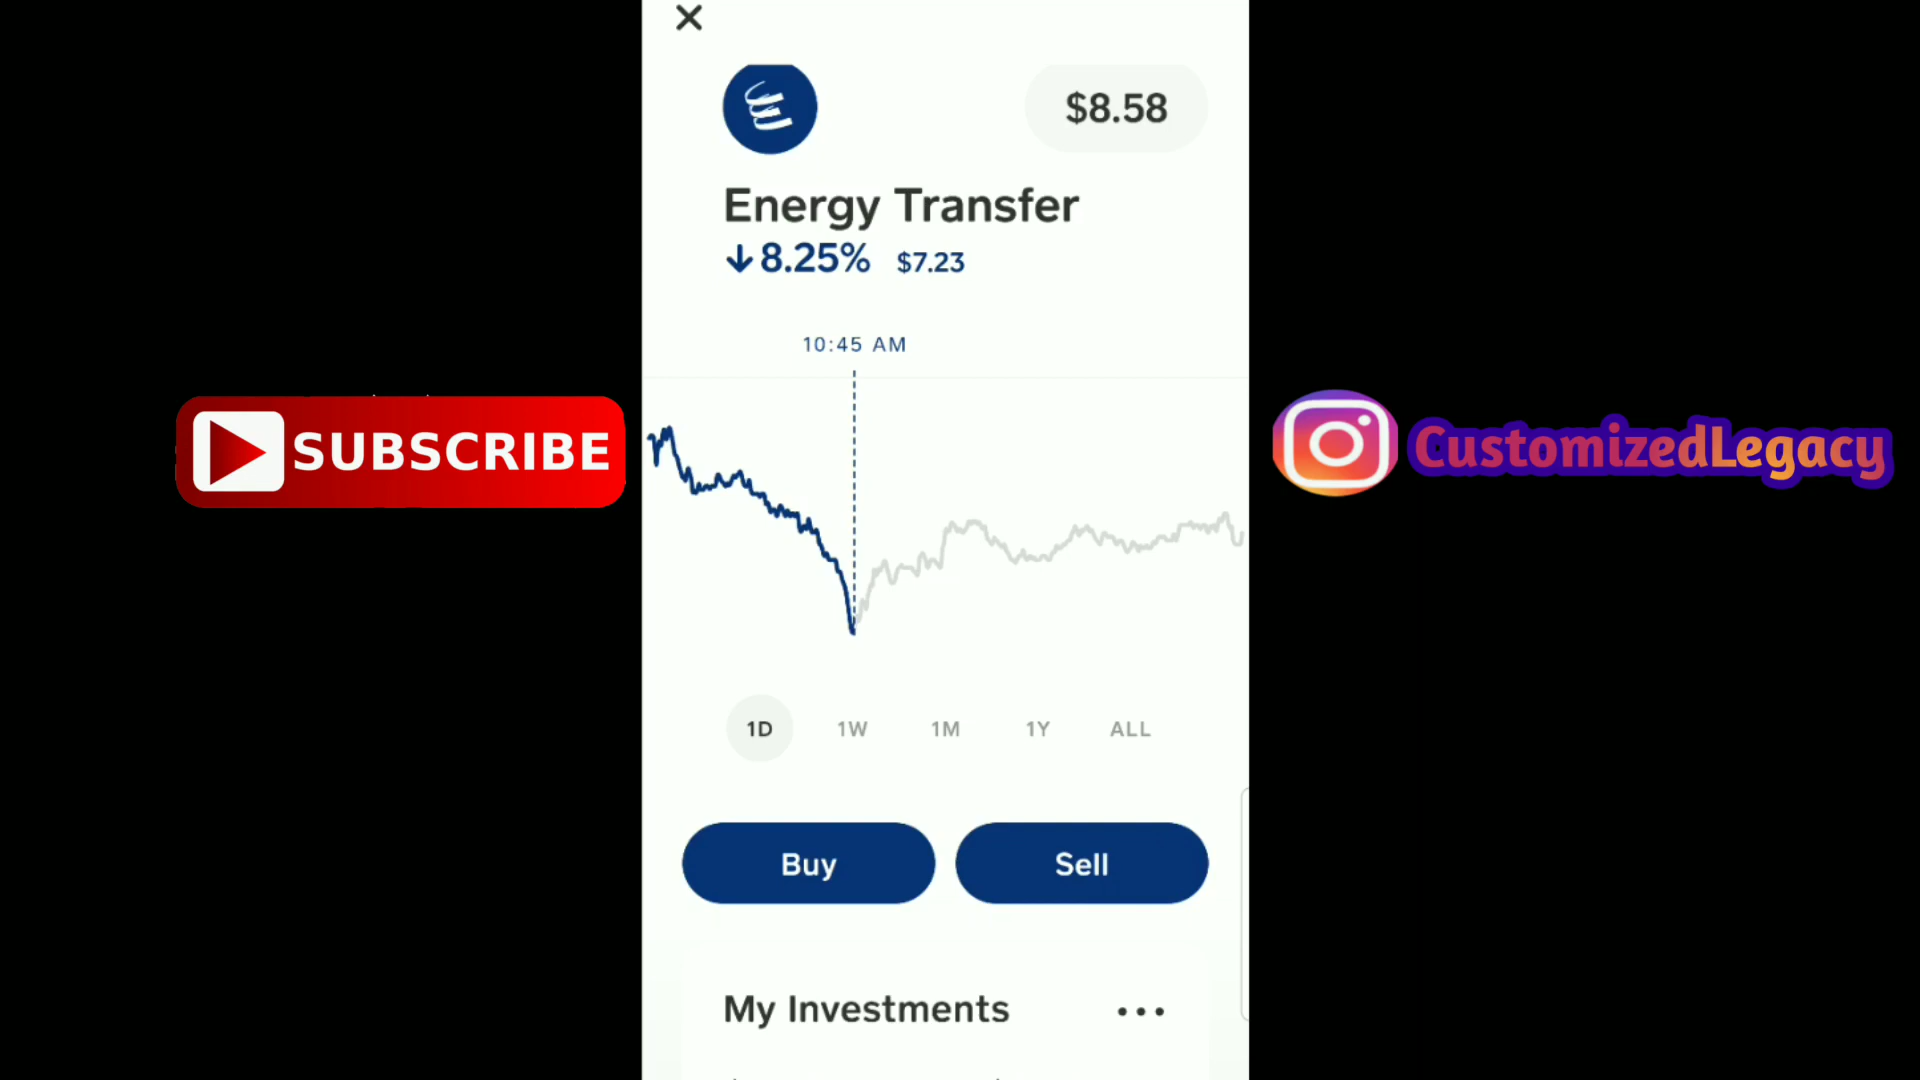 $8.58
Energy Transfer
↓8.25% $7.23
10:45 AM
SUBSCRIBE
CustomizedLegacy
1D 1W 1M 1Y ALL
Buy Sell
My Investments